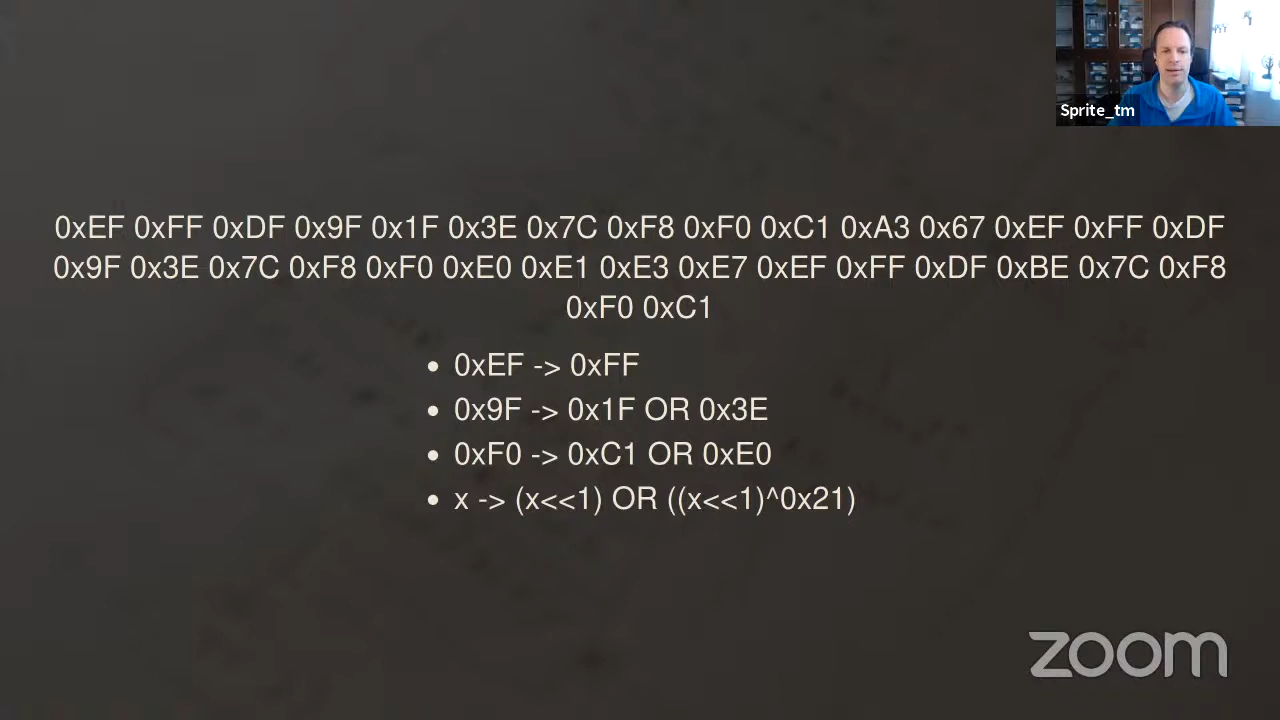 Sprite_tm
0xEF 0xFF 0xDF 0x9F 0x1F 0x3E 0x7C 0xF8 0xF0 0xC1 0xA3 0x67 0xEF 0xFF 0xDF
0x9F 0x3E 0x7C 0xF8 0xF0 0xE0 0xE1 0xE3 0xE7 0xEF 0xFF 0xDF 0xBE 0x7C 0xF8
0xF0 0xC1
• 0xEF -> 0xFF
• 0x9F -> 0x1F OR 0x3E
• 0xF0 -> 0xC1 OR 0xE0
• x -> (x<<1) OR ((x<<1)^0x21)
zoom